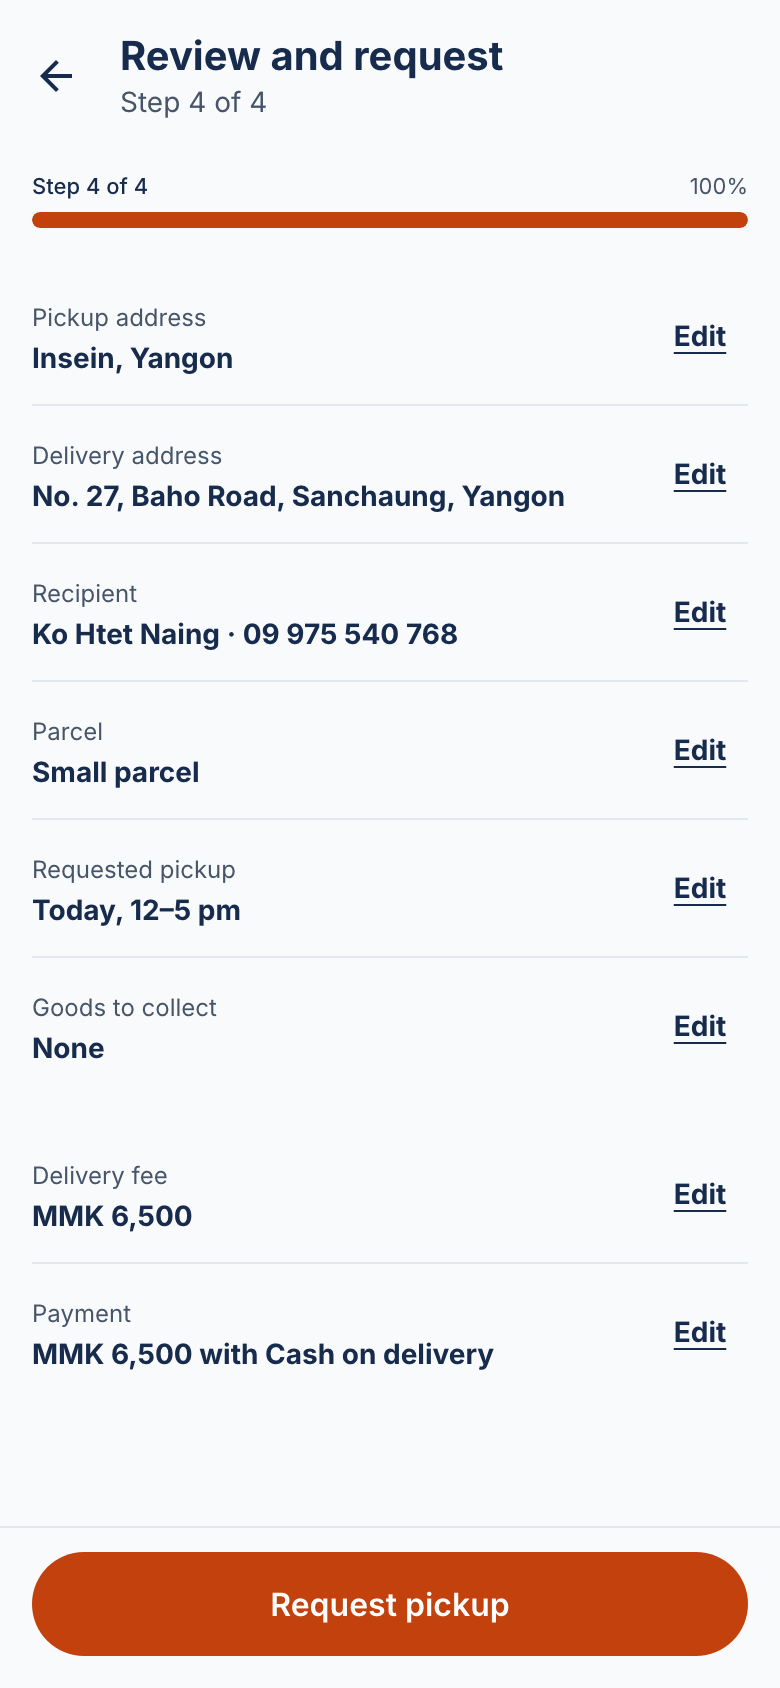 Review and request
Step 4 of 4
Step 4 of 4 100%
Pickup address
Insein, Yangon
Edit
Delivery address
No. 27, Baho Road, Sanchaung, Yangon
Edit
Recipient
Ko Htet Naing · 09 975 540 768
Edit
Parcel
Small parcel
Edit
Requested pickup
Today, 12–5 pm
Edit
Goods to collect
None
Edit
Delivery fee
MMK 6,500
Edit
Payment
MMK 6,500 with Cash on delivery
Edit
Request pickup